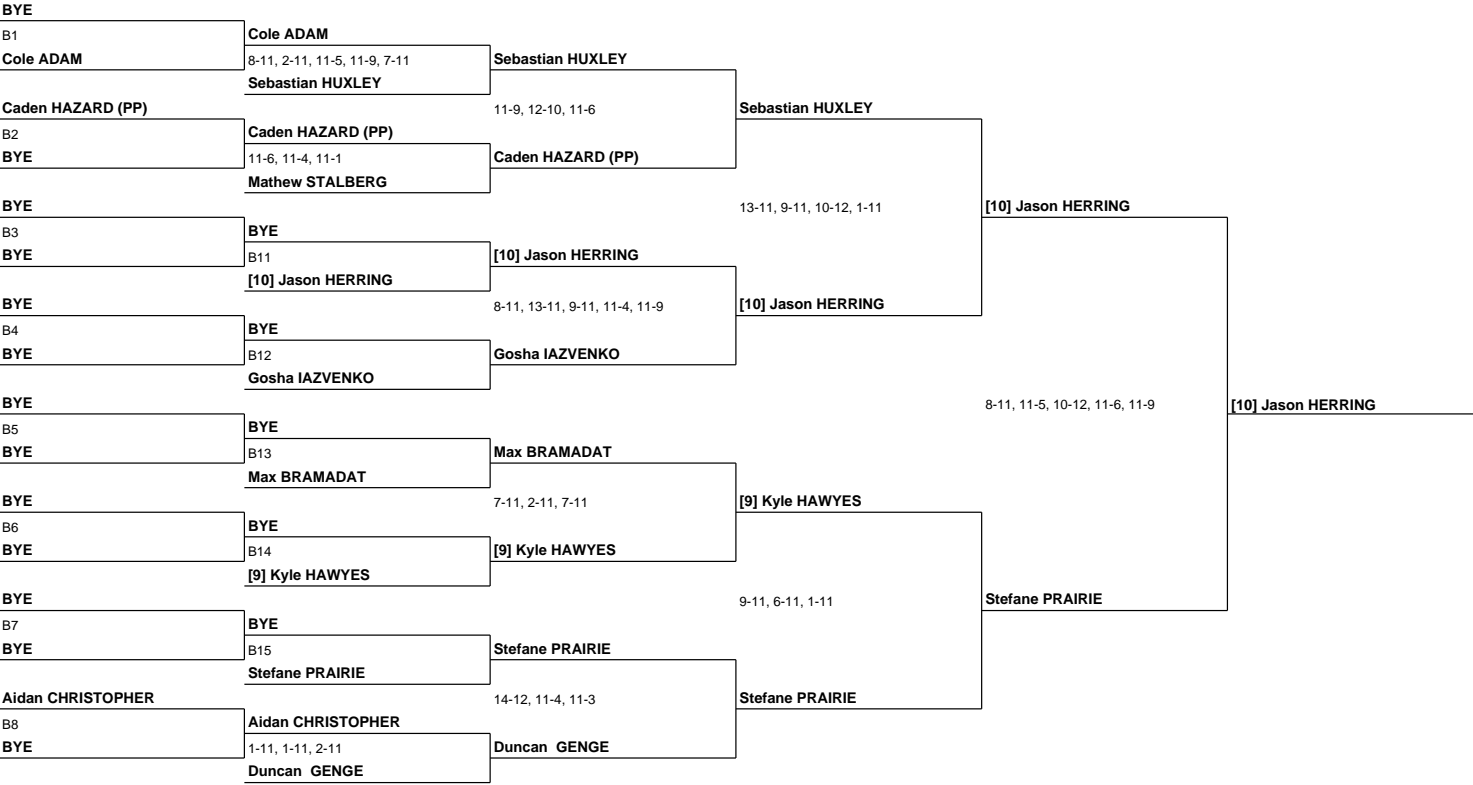 BYE
B1
Cole ADAM
Cole ADAM
8-11, 2-11, 11-5, 11-9, 7-11
Sebastian HUXLEY
Sebastian HUXLEY
Caden HAZARD (PP)
11-9, 12-10, 11-6
Sebastian HUXLEY
B2
BYE
Caden HAZARD (PP)
11-6, 11-4, 11-1
Mathew STALBERG
Caden HAZARD (PP)
BYE
B3
BYE
BYE
B11
[10] Jason HERRING
[10] Jason HERRING
13-11, 9-11, 10-12, 1-11
[10] Jason HERRING
BYE
B4
BYE
BYE
B12
Gosha IAZVENKO
8-11, 13-11, 9-11, 11-4, 11-9
[10] Jason HERRING
Gosha IAZVENKO
BYE
B5
BYE
BYE
B13
Max BRAMADAT
Max BRAMADAT
8-11, 11-5, 10-12, 11-6, 11-9
[10] Jason HERRING
BYE
B6
BYE
BYE
B14
[9] Kyle HAWYES
7-11, 2-11, 7-11
[9] Kyle HAWYES
[9] Kyle HAWYES
BYE
B7
BYE
BYE
B15
Stefane PRAIRIE
Stefane PRAIRIE
9-11, 6-11, 1-11
Stefane PRAIRIE
Aidan CHRISTOPHER
B8
BYE
Aidan CHRISTOPHER
1-11, 1-11, 2-11
Duncan  GENGE
14-12, 11-4, 11-3
Stefane PRAIRIE
Duncan  GENGE